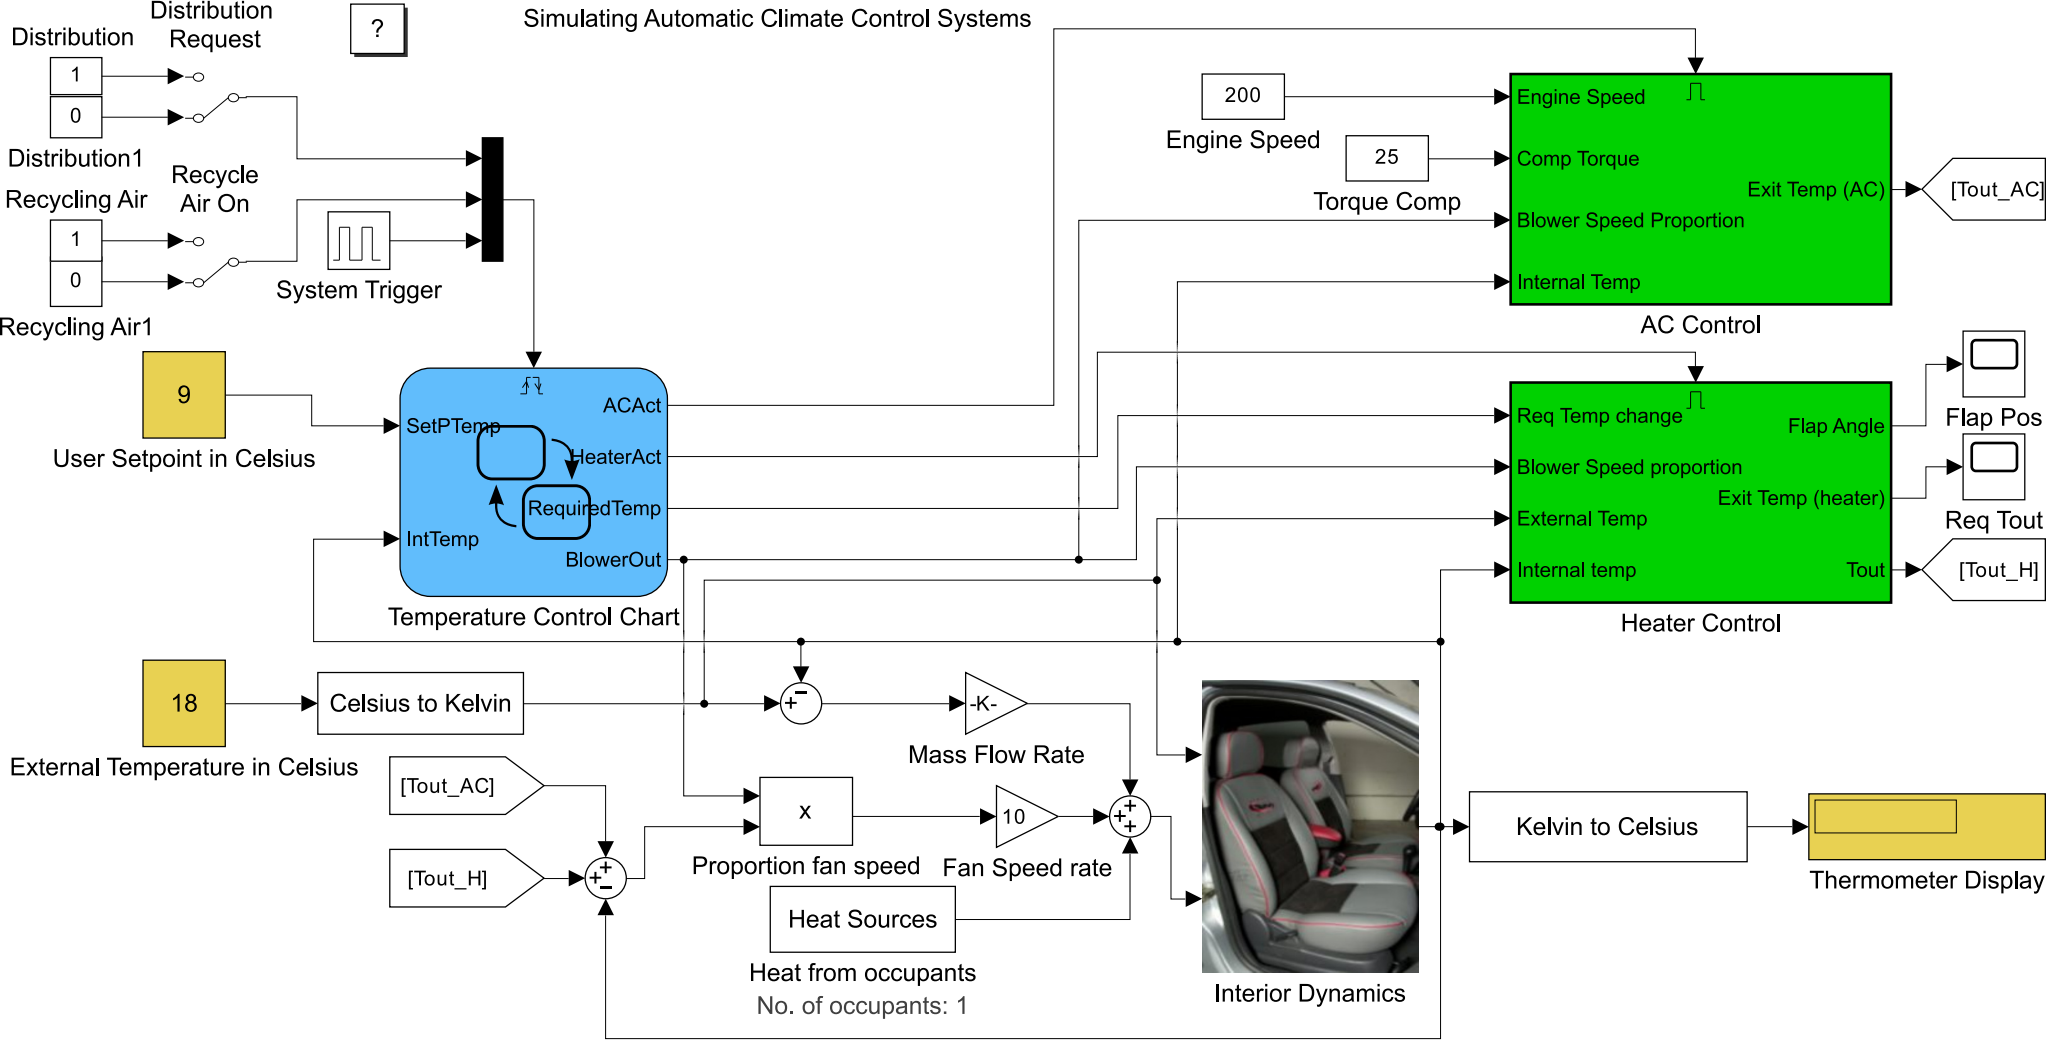 Simulating Automatic Climate Control Systems
Distribution
Request
Distribution
?
1
0
Distribution1
Recycle
Air On
Recycling Air
1
0
Recycling Air1
System Trigger
9
User Setpoint in Celsius
SetPTemp
IntTemp
ACAct
HeaterAct
RequiredTemp
BlowerOut
Temperature Control Chart
200
Engine Speed
25
Torque Comp
Engine Speed
Comp Torque
Blower Speed Proportion
Internal Temp
Exit Temp (AC)
AC Control
[Tout_AC]
Req Temp change
Blower Speed proportion
External Temp
Internal temp
Flap Angle
Exit Temp (heater)
Tout
Heater Control
Flap Pos
Req Tout
[Tout_H]
18
External Temperature in Celsius
Celsius to Kelvin
+
−
-K-
Mass Flow Rate
[Tout_AC]
[Tout_H]
+
+
−
x
Proportion fan speed
10
Fan Speed rate
+
+
+
Heat Sources
Heat from occupants
No. of occupants: 1
Interior Dynamics
Kelvin to Celsius
Thermometer Display